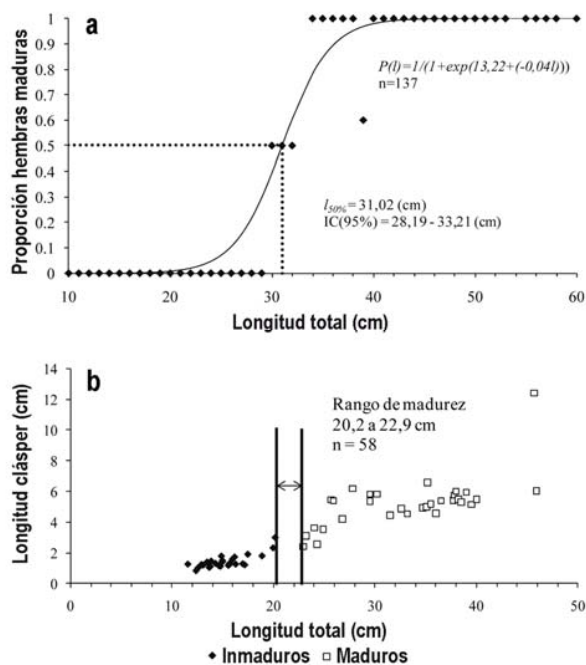 a
Proporción hembras maduras
1
0.9
0.8
0.7
0.6
0.5
0.4
0.3
0.2
0.1
0
P(l)=1/(1+exp(13,22+(-0,04l)))
n=137
l50% = 31,02 (cm)
IC(95%) = 28,19 - 33,21 (cm)
10 20 30 40 50 60
Longitud total (cm)
b
Longitud clásper (cm)
14
12
10
8
6
4
2
0
Rango de madurez
20,2 a 22,9 cm
n = 58
0 10 20 30 40 50
Longitud total (cm)
Inmaduros Maduros